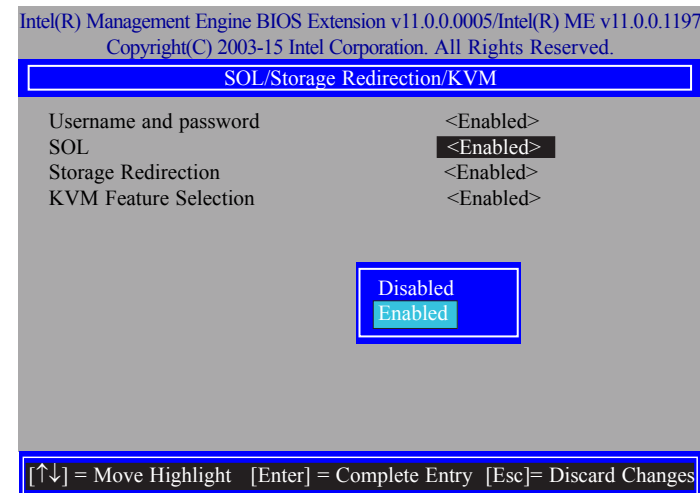 Intel(R) Management Engine BIOS Extension v11.0.0.0005/Intel(R) ME v11.0.0.1197
Copyright(C) 2003-15 Intel Corporation. All Rights Reserved.
SOL/Storage Redirection/KVM
Username and password <Enabled>
SOL <Enabled>
Storage Redirection <Enabled>
KVM Feature Selection <Enabled>
Disabled
Enabled
[↑↓] = Move Highlight [Enter] = Complete Entry [Esc]= Discard Changes